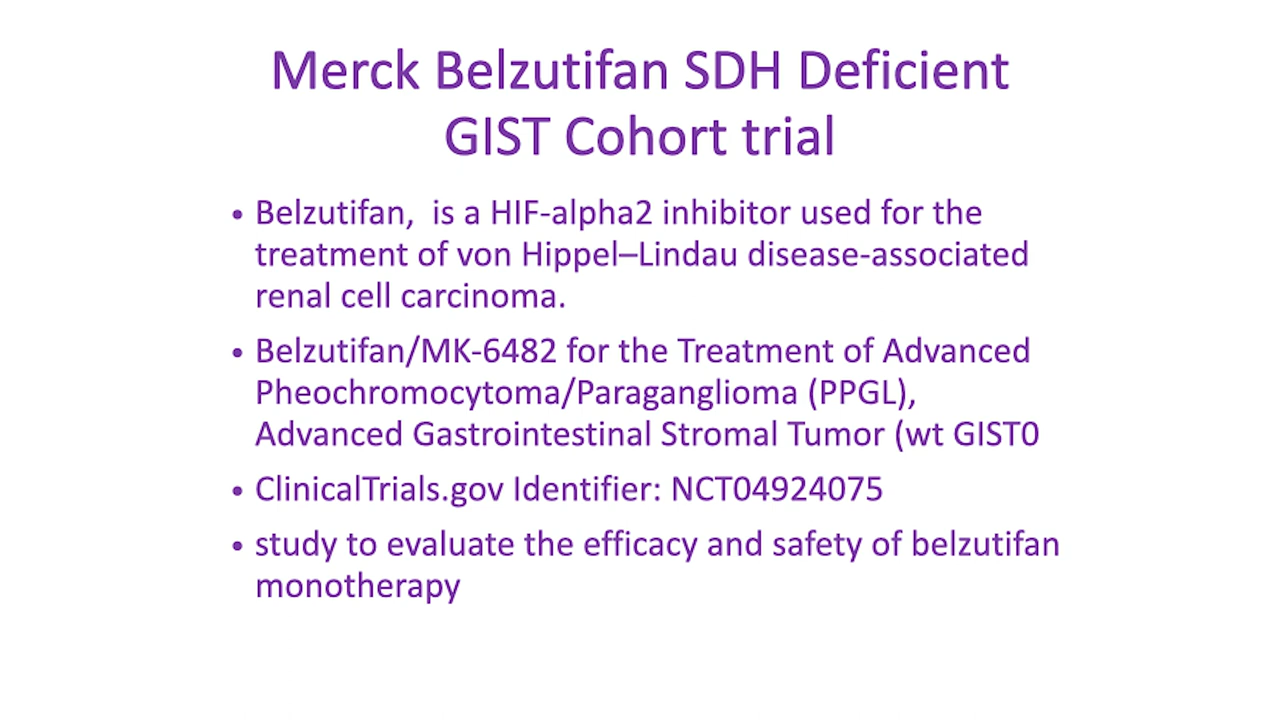 Merck Belzutifan SDH Deficient
GIST Cohort trial
• Belzutifan,  is a HIF-alpha2 inhibitor used for the
treatment of von Hippel–Lindau disease-associated
renal cell carcinoma.
• Belzutifan/MK-6482 for the Treatment of Advanced
Pheochromocytoma/Paraganglioma (PPGL),
Advanced Gastrointestinal Stromal Tumor (wt GIST0
• ClinicalTrials.gov Identifier: NCT04924075
• study to evaluate the efficacy and safety of belzutifan
monotherapy